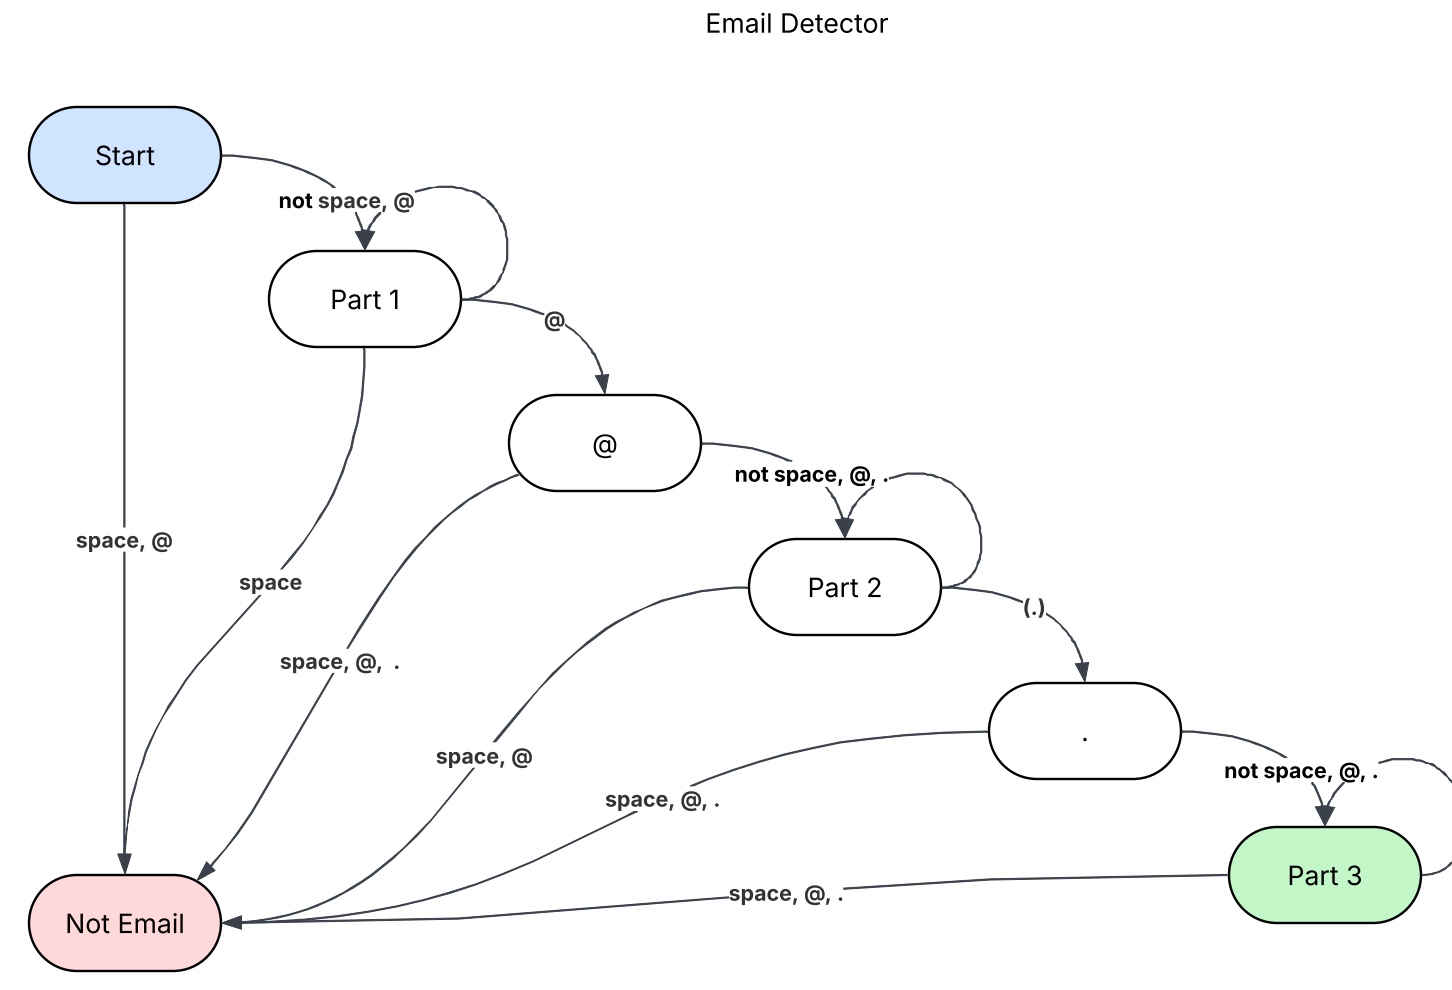 Email Detector
Start
not space, @
Part 1
@
@
not space, @, .
space, @
space
Part 2
(.)
space, @, .
.
space, @
not space, @, .
space, @, .
Part 3
space, @, .
Not Email